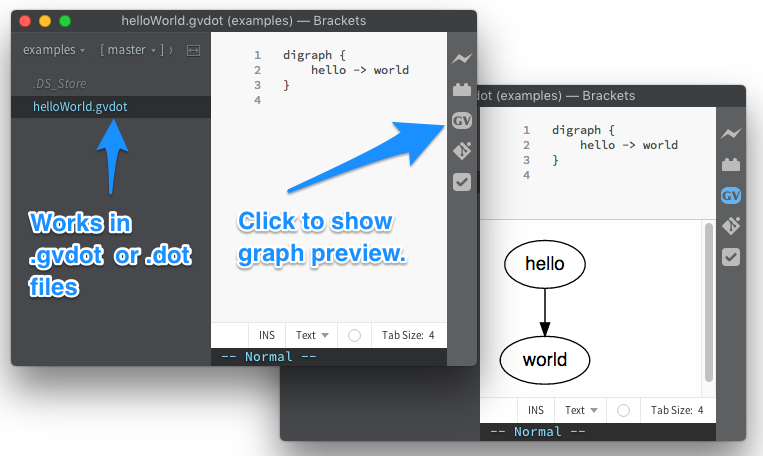 helloWorld.gvdot (examples) — Brackets
examples [ master ]
.DS_Store
helloWorld.gvdot
1 digraph {
2 hello -> world
3 }
4
GV
Works in
.gvdot or .dot
files
Click to show
graph preview.
INS Text Tab Size: 4
-- Normal --
dot (examples) — Brackets
1 digraph {
2 hello -> world
3 }
4
GV
hello
world
INS Text Tab Size: 4
-- Normal --